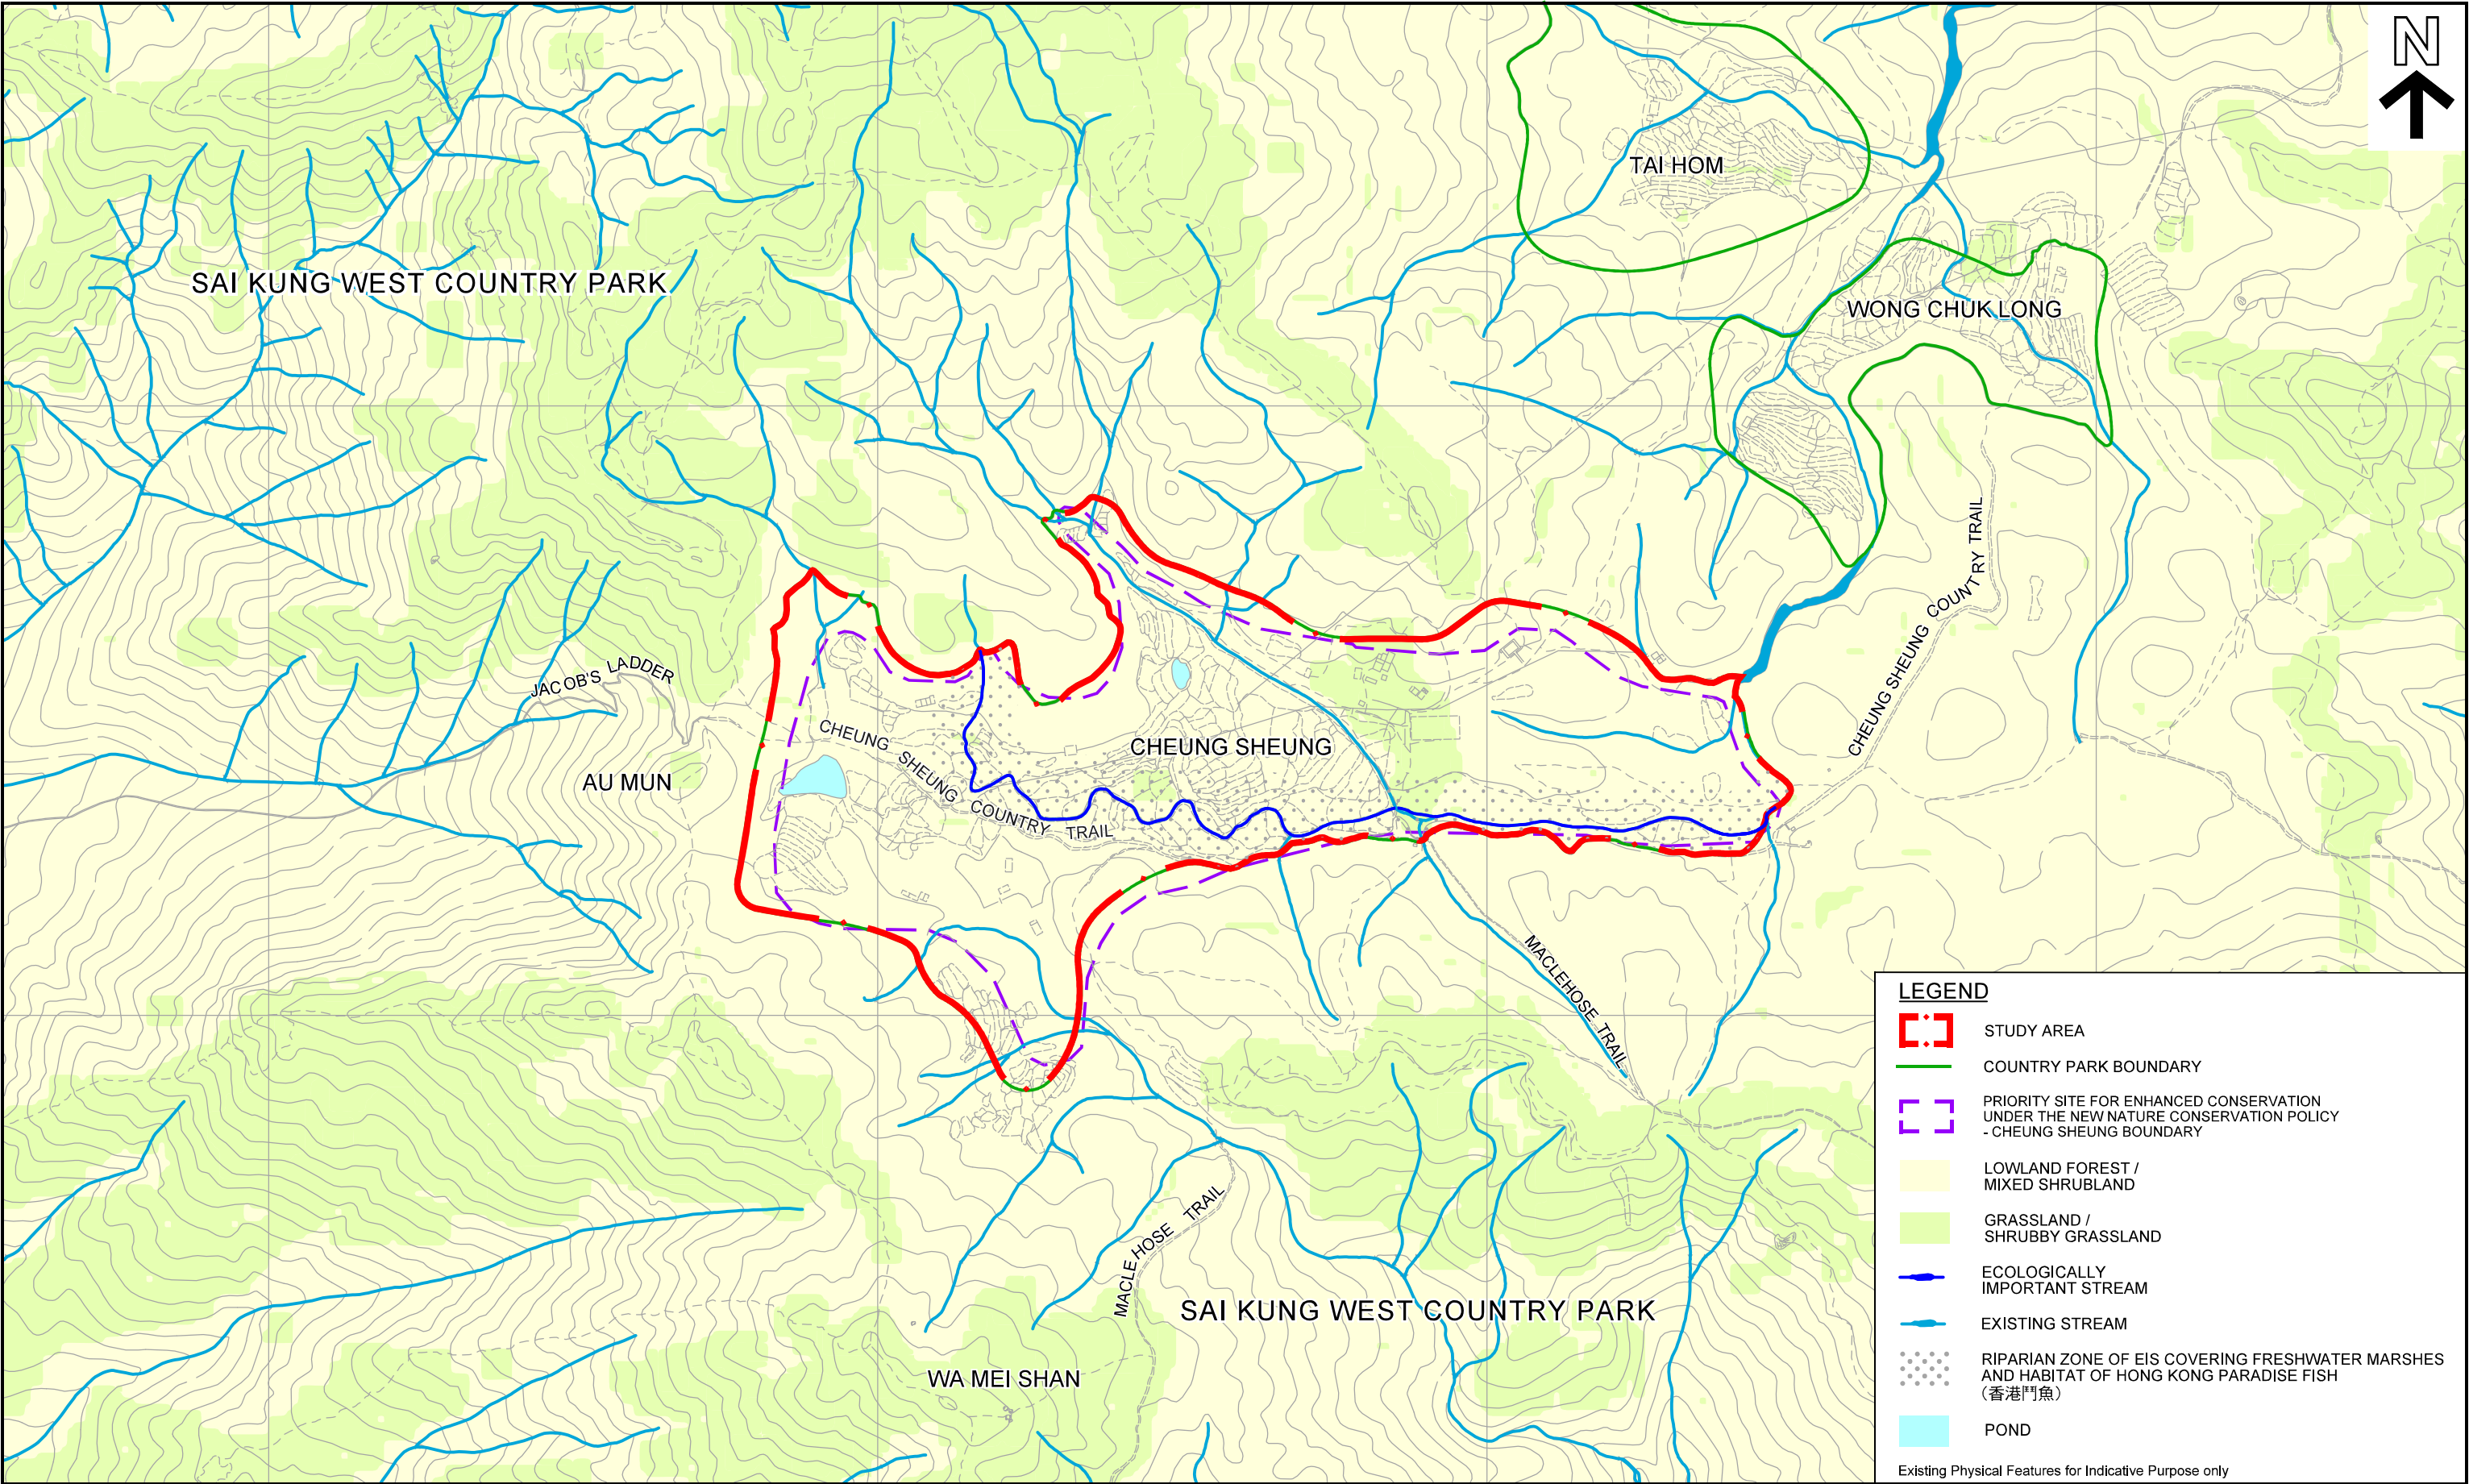 N
TAI HOM
SAI KUNG WEST COUNTRY PARK
WONG CHUK LONG
CHEUNG SHEUNG COUNTRY TRAIL
JACOB'S LADDER
CHEUNG SHEUNG COUNTRY TRAIL
CHEUNG SHEUNG
AU MUN
MACLEHOSE TRAIL
MACLEHOSE TRAIL
SAI KUNG WEST COUNTRY PARK
WA MEI SHAN
LEGEND
STUDY AREA
COUNTRY PARK BOUNDARY
PRIORITY SITE FOR ENHANCED CONSERVATION
UNDER THE NEW NATURE CONSERVATION POLICY
- CHEUNG SHEUNG BOUNDARY
LOWLAND FOREST /
MIXED SHRUBLAND
GRASSLAND /
SHRUBBY GRASSLAND
ECOLOGICALLY
IMPORTANT STREAM
EXISTING STREAM
RIPARIAN ZONE OF EIS COVERING FRESHWATER MARSHES
AND HABITAT OF HONG KONG PARADISE FISH
（香港鬥魚）
POND
Existing Physical Features for Indicative Purpose only